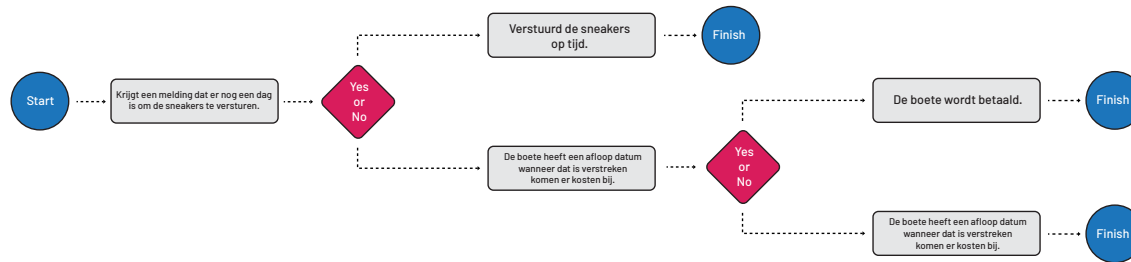 Start
Krijgt een melding dat er nog een dag
is om de sneakers te versturen.
Yes
or
No
Verstuurd de sneakers
op tijd.
Finish
De boete heeft een afloop datum
wanneer dat is verstreken
komen er kosten bij.
Yes
or
No
De boete wordt betaald.
Finish
De boete heeft een afloop datum
wanneer dat is verstreken
komen er kosten bij.
Finish